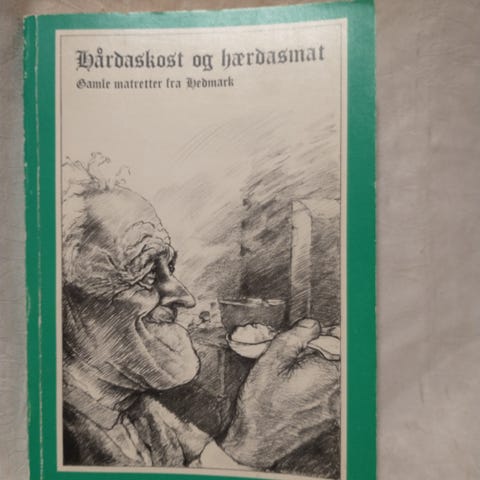 Hårdaskost og hærdasmat
Gamle matretter fra Hedmark